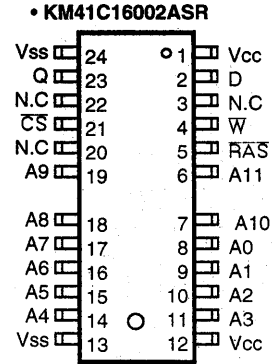 • KM41C16002ASR
Vss 24 1 Vcc
Q 23 2 D
N.C 22 3 N.C
C̅S̅ 21 4 W̅
N.C 20 5 R̅A̅S̅
A9 19 6 A11
A8 18 7 A10
A7 17 8 A0
A6 16 9 A1
A5 15 10 A2
A4 14 11 A3
Vss 13 12 Vcc